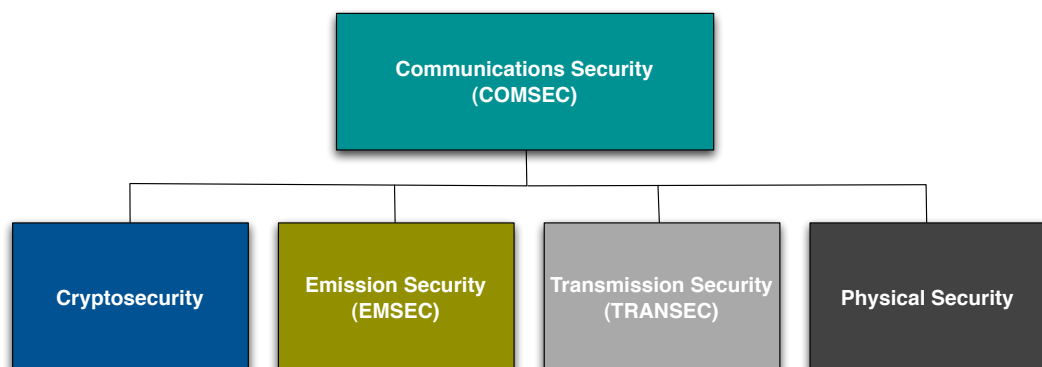 Communications Security
(COMSEC)
Cryptosecurity
Emission Security
(EMSEC)
Transmission Security
(TRANSEC)
Physical Security